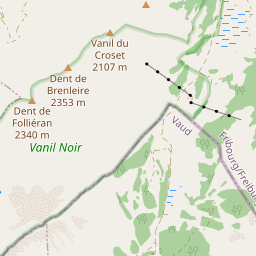 Vanil du
Croset
2107 m
Dent de
Brenleire
2353 m
Dent de
Folliéran
2340 m
Vanil Noir
Vaud
Fribourg/Freiburg